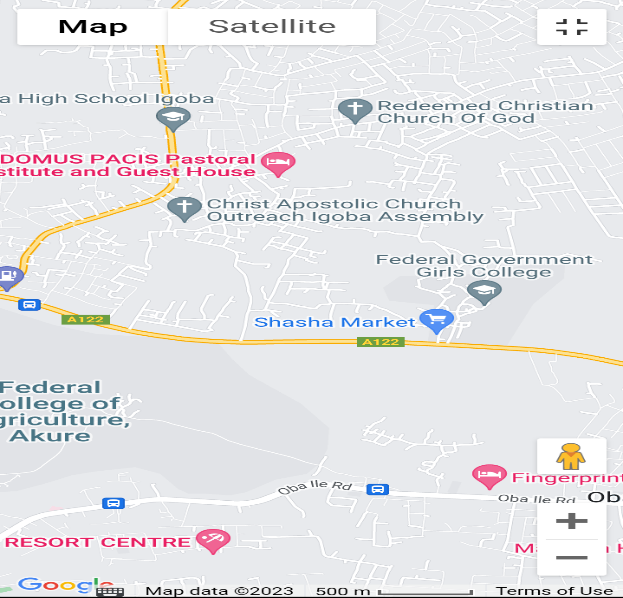 Map
Satellite
a High School Igoba
Redeemed Christian
Church Of God
DOMUS PACIS Pastoral
stitute and Guest House
Christ Apostolic Church
Outreach Igoba Assembly
Federal Government
Girls College
Shasha Market
A122
A122
Federal
ollege of
griculture,
Akure
Oba Ile Rd
Fingerprint
Oba Ile Rd
Ob
RESORT CENTRE
Ma
H
Google
Map data ©2023
500 m
Terms of Use